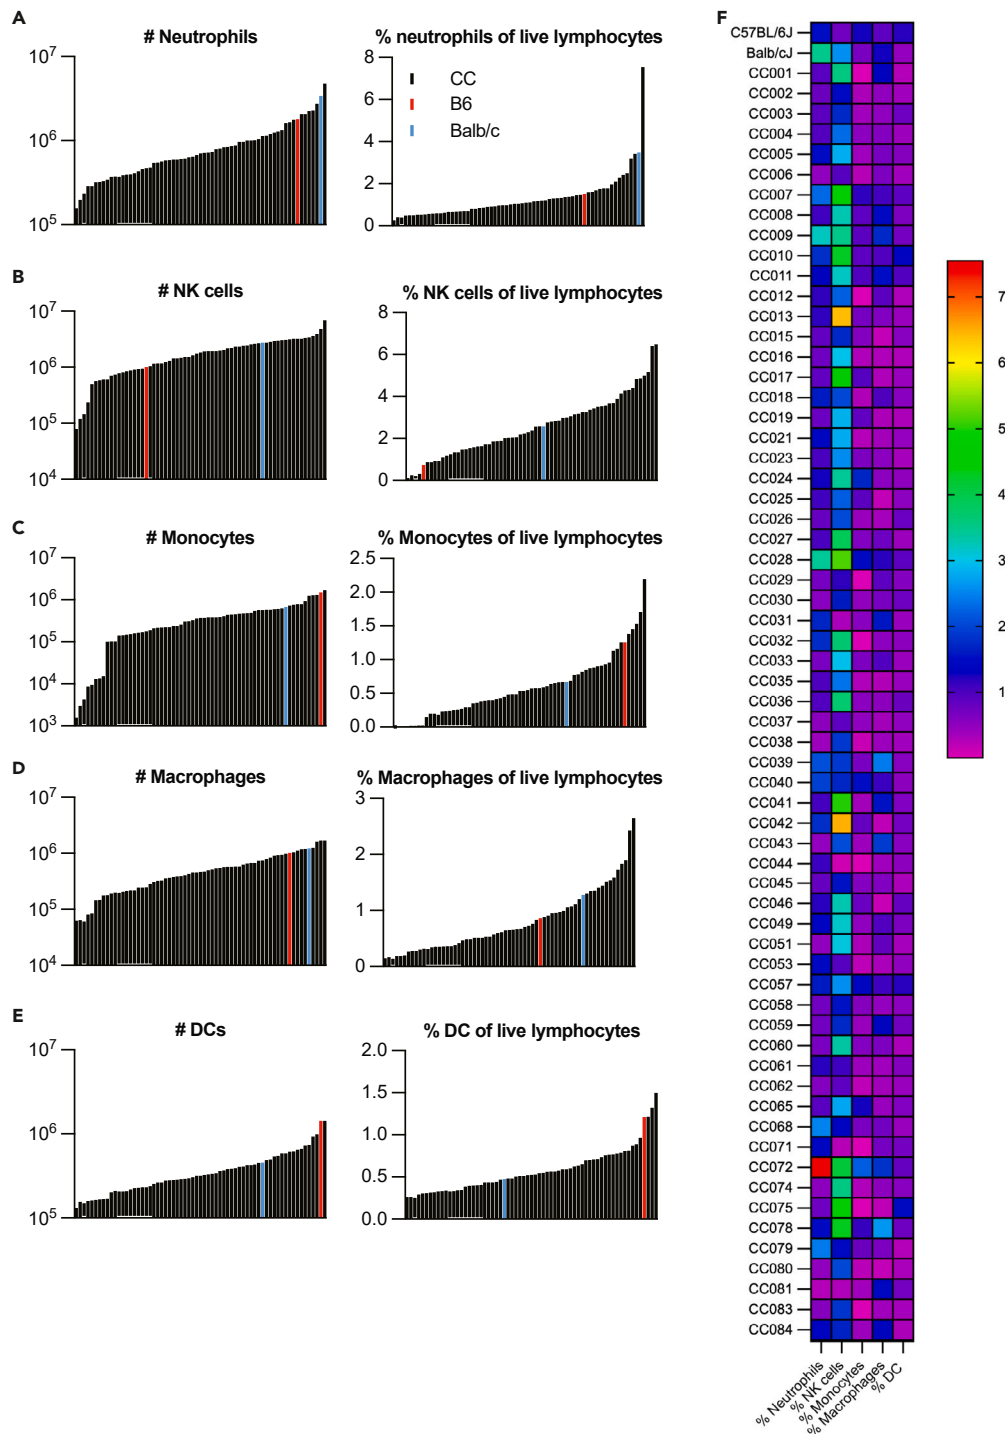 A
# Neutrophils
10^7
10^6
10^5
% neutrophils of live lymphocytes
8
6
4
2
0
CC
B6
Balb/c
B
# NK cells
10^7
10^6
10^5
10^4
% NK cells of live lymphocytes
8
6
4
2
0
C
# Monocytes
10^7
10^6
10^5
10^4
10^3
% Monocytes of live lymphocytes
2.5
2.0
1.5
1.0
0.5
0.0
D
# Macrophages
10^7
10^6
10^5
10^4
% Macrophages of live lymphocytes
3
2
1
0
E
# DCs
10^7
10^6
10^5
% DC of live lymphocytes
2.0
1.5
1.0
0.5
0.0
F
C57BL/6J
Balb/cJ
CC001
CC002
CC003
CC004
CC005
CC006
CC007
CC008
CC009
CC010
CC011
CC012
CC013
CC015
CC016
CC017
CC018
CC019
CC021
CC023
CC024
CC025
CC026
CC027
CC028
CC029
CC030
CC031
CC032
CC033
CC035
CC036
CC037
CC038
CC039
CC040
CC041
CC042
CC043
CC044
CC045
CC046
CC049
CC051
CC053
CC057
CC058
CC059
CC060
CC061
CC062
CC065
CC068
CC071
CC072
CC074
CC075
CC078
CC079
CC080
CC081
CC083
CC084
% Neutrophils
% NK cells
% Monocytes
% Macrophages
% DC
7
6
5
4
3
2
1